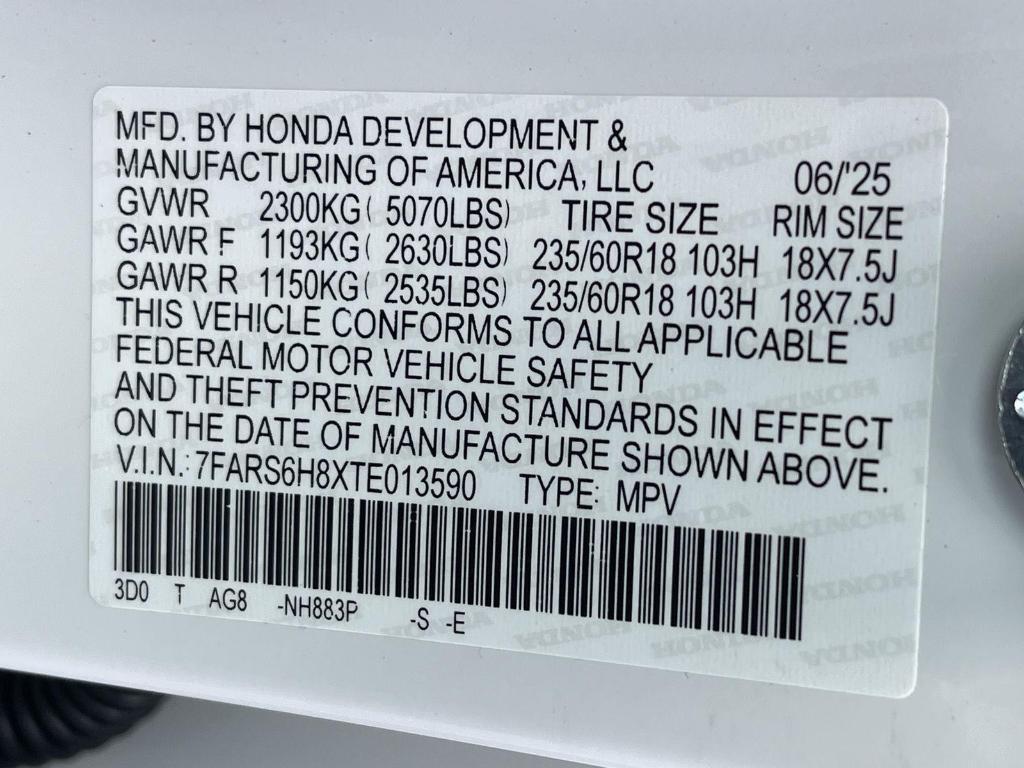 MFD. BY HONDA DEVELOPMENT &
MANUFACTURING OF AMERICA, LLC 06/'25
GVWR 2300KG( 5070LBS) TIRE SIZE RIM SIZE
GAWR F 1193KG( 2630LBS) 235/60R18 103H 18X7.5J
GAWR R 1150KG( 2535LBS) 235/60R18 103H 18X7.5J
THIS VEHICLE CONFORMS TO ALL APPLICABLE
FEDERAL MOTOR VEHICLE SAFETY
AND THEFT PREVENTION STANDARDS IN EFFECT
ON THE DATE OF MANUFACTURE SHOWN ABOVE.
V.I.N.: 7FARS6H8XTE013590 TYPE: MPV
3D0 T AG8 -NH883P -S -E